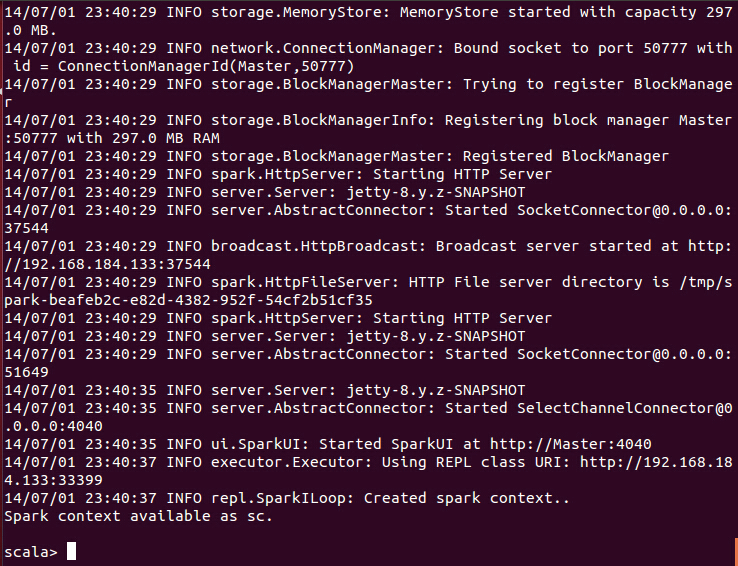 14/07/01 23:40:29 INFO storage.MemoryStore: MemoryStore started with capacity 297
.0 MB.
14/07/01 23:40:29 INFO network.ConnectionManager: Bound socket to port 50777 with
 id = ConnectionManagerId(Master,50777)
14/07/01 23:40:29 INFO storage.BlockManagerMaster: Trying to register BlockManage
r
14/07/01 23:40:29 INFO storage.BlockManagerInfo: Registering block manager Master
:50777 with 297.0 MB RAM
14/07/01 23:40:29 INFO storage.BlockManagerMaster: Registered BlockManager
14/07/01 23:40:29 INFO spark.HttpServer: Starting HTTP Server
14/07/01 23:40:29 INFO server.Server: jetty-8.y.z-SNAPSHOT
14/07/01 23:40:29 INFO server.AbstractConnector: Started SocketConnector@0.0.0.0:
37544
14/07/01 23:40:29 INFO broadcast.HttpBroadcast: Broadcast server started at http:
//192.168.184.133:37544
14/07/01 23:40:29 INFO spark.HttpFileServer: HTTP File server directory is /tmp/s
park-beafeb2c-e82d-4382-952f-54cf2b51cf35
14/07/01 23:40:29 INFO spark.HttpServer: Starting HTTP Server
14/07/01 23:40:29 INFO server.Server: jetty-8.y.z-SNAPSHOT
14/07/01 23:40:29 INFO server.AbstractConnector: Started SocketConnector@0.0.0.0:
51649
14/07/01 23:40:35 INFO server.Server: jetty-8.y.z-SNAPSHOT
14/07/01 23:40:35 INFO server.AbstractConnector: Started SelectChannelConnector@0
.0.0.0:4040
14/07/01 23:40:35 INFO ui.SparkUI: Started SparkUI at http://Master:4040
14/07/01 23:40:37 INFO executor.Executor: Using REPL class URI: http://192.168.18
4.133:33399
14/07/01 23:40:37 INFO repl.SparkILoop: Created spark context..
Spark context available as sc.
scala>